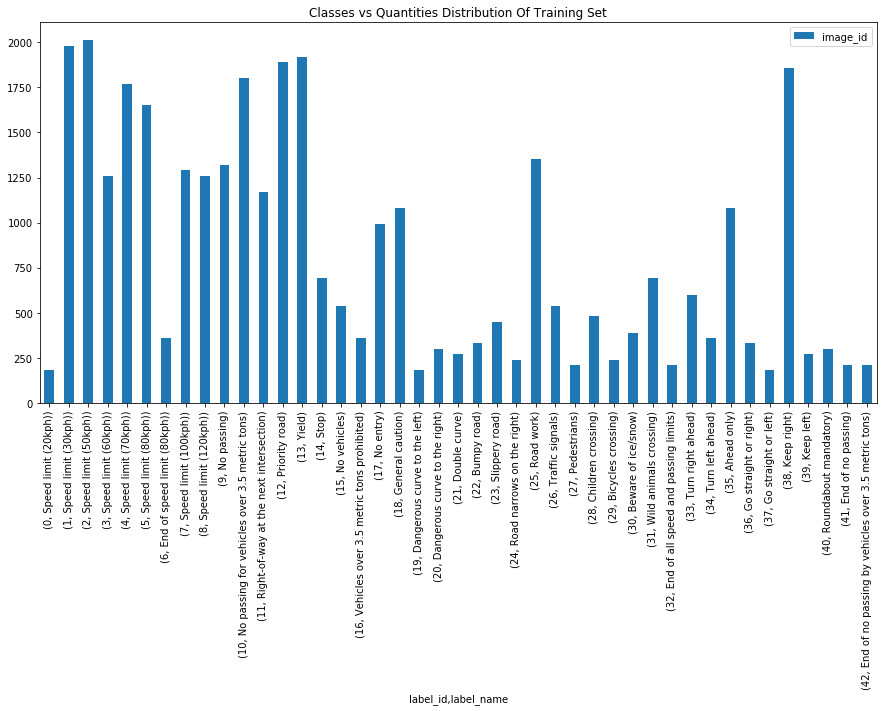 Classes vs Quantities Distribution Of Training Set
image_id
2000
1750
1500
1250
1000
750
500
250
0
(0, Speed limit (20kph))
(1, Speed limit (30kph))
(2, Speed limit (50kph))
(3, Speed limit (60kph))
(4, Speed limit (70kph))
(5, Speed limit (80kph))
(6, End of speed limit (80kph))
(7, Speed limit (100kph))
(8, Speed limit (120kph))
(9, No passing)
(10, No passing for vehicles over 3.5 metric tons)
(11, Right-of-way at the next intersection)
(12, Priority road)
(13, Yield)
(14, Stop)
(15, No vehicles)
(16, Vehicles over 3.5 metric tons prohibited)
(17, No entry)
(18, General caution)
(19, Dangerous curve to the left)
(20, Dangerous curve to the right)
(21, Double curve)
(22, Bumpy road)
(23, Slippery road)
(24, Road narrows on the right)
(25, Road work)
(26, Traffic signals)
(27, Pedestrians)
(28, Children crossing)
(29, Bicycles crossing)
(30, Beware of ice/snow)
(31, Wild animals crossing)
(32, End of all speed and passing limits)
(33, Turn right ahead)
(34, Turn left ahead)
(35, Ahead only)
(36, Go straight or right)
(37, Go straight or left)
(38, Keep right)
(39, Keep left)
(40, Roundabout mandatory)
(41, End of no passing)
(42, End of no passing by vehicles over 3.5 metric tons)
label_id,label_name